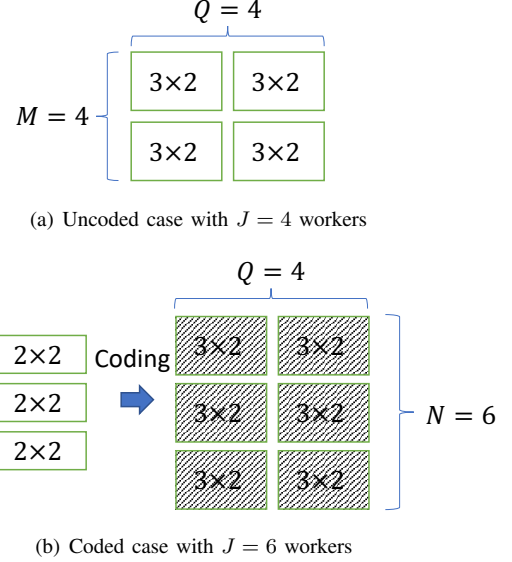 Q = 4
M = 4
3×2 3×2
3×2 3×2
(a) Uncoded case with J = 4 workers
Q = 4
2×2
2×2
2×2
Coding
3×2 3×2
3×2 3×2
3×2 3×2
N = 6
(b) Coded case with J = 6 workers